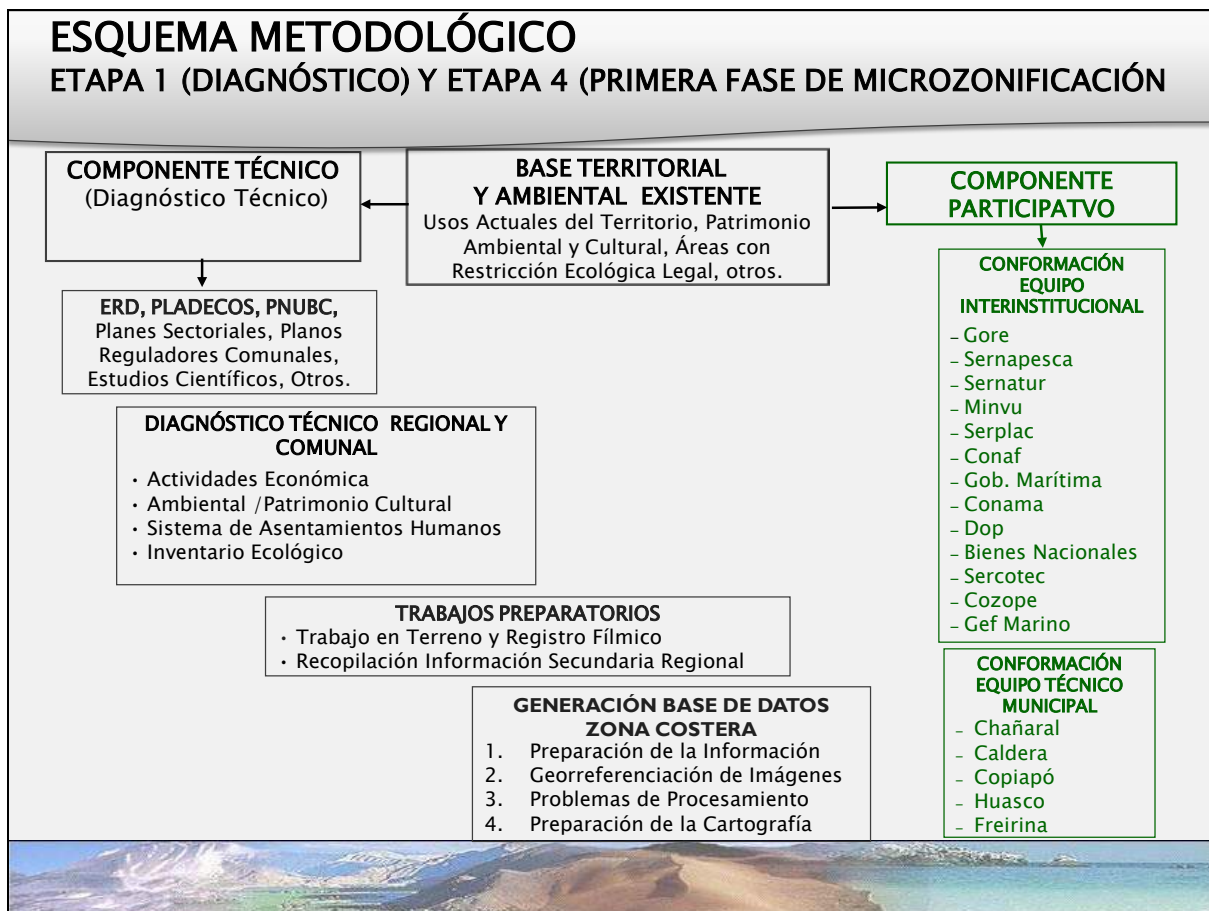 ESQUEMA METODOLÓGICO
ETAPA 1 (DIAGNÓSTICO) Y ETAPA 4 (PRIMERA FASE DE MICROZONIFICACIÓN
COMPONENTE TÉCNICO
(Diagnóstico Técnico)
BASE TERRITORIAL
Y AMBIENTAL EXISTENTE
Usos Actuales del Territorio, Patrimonio
Ambiental y Cultural, Áreas con
Restricción Ecológica Legal, otros.
COMPONENTE
PARTICIPATVO
ERD, PLADECOS, PNUBC,
Planes Sectoriales, Planos
Reguladores Comunales,
Estudios Científicos, Otros.
DIAGNÓSTICO TÉCNICO REGIONAL Y
COMUNAL
• Actividades Económica
• Ambiental /Patrimonio Cultural
• Sistema de Asentamientos Humanos
• Inventario Ecológico
TRABAJOS PREPARATORIOS
• Trabajo en Terreno y Registro Fílmico
• Recopilación Información Secundaria Regional
GENERACIÓN BASE DE DATOS
ZONA COSTERA
1. Preparación de la Información
2. Georreferenciación de Imágenes
3. Problemas de Procesamiento
4. Preparación de la Cartografía
CONFORMACIÓN
EQUIPO
INTERINSTITUCIONAL
– Gore
– Sernapesca
– Sernatur
– Minvu
– Serplac
– Conaf
– Gob. Marítima
– Conama
– Dop
– Bienes Nacionales
– Sercotec
– Cozope
– Gef Marino
CONFORMACIÓN
EQUIPO TÉCNICO
MUNICIPAL
– Chañaral
– Caldera
– Copiapó
– Huasco
– Freirina